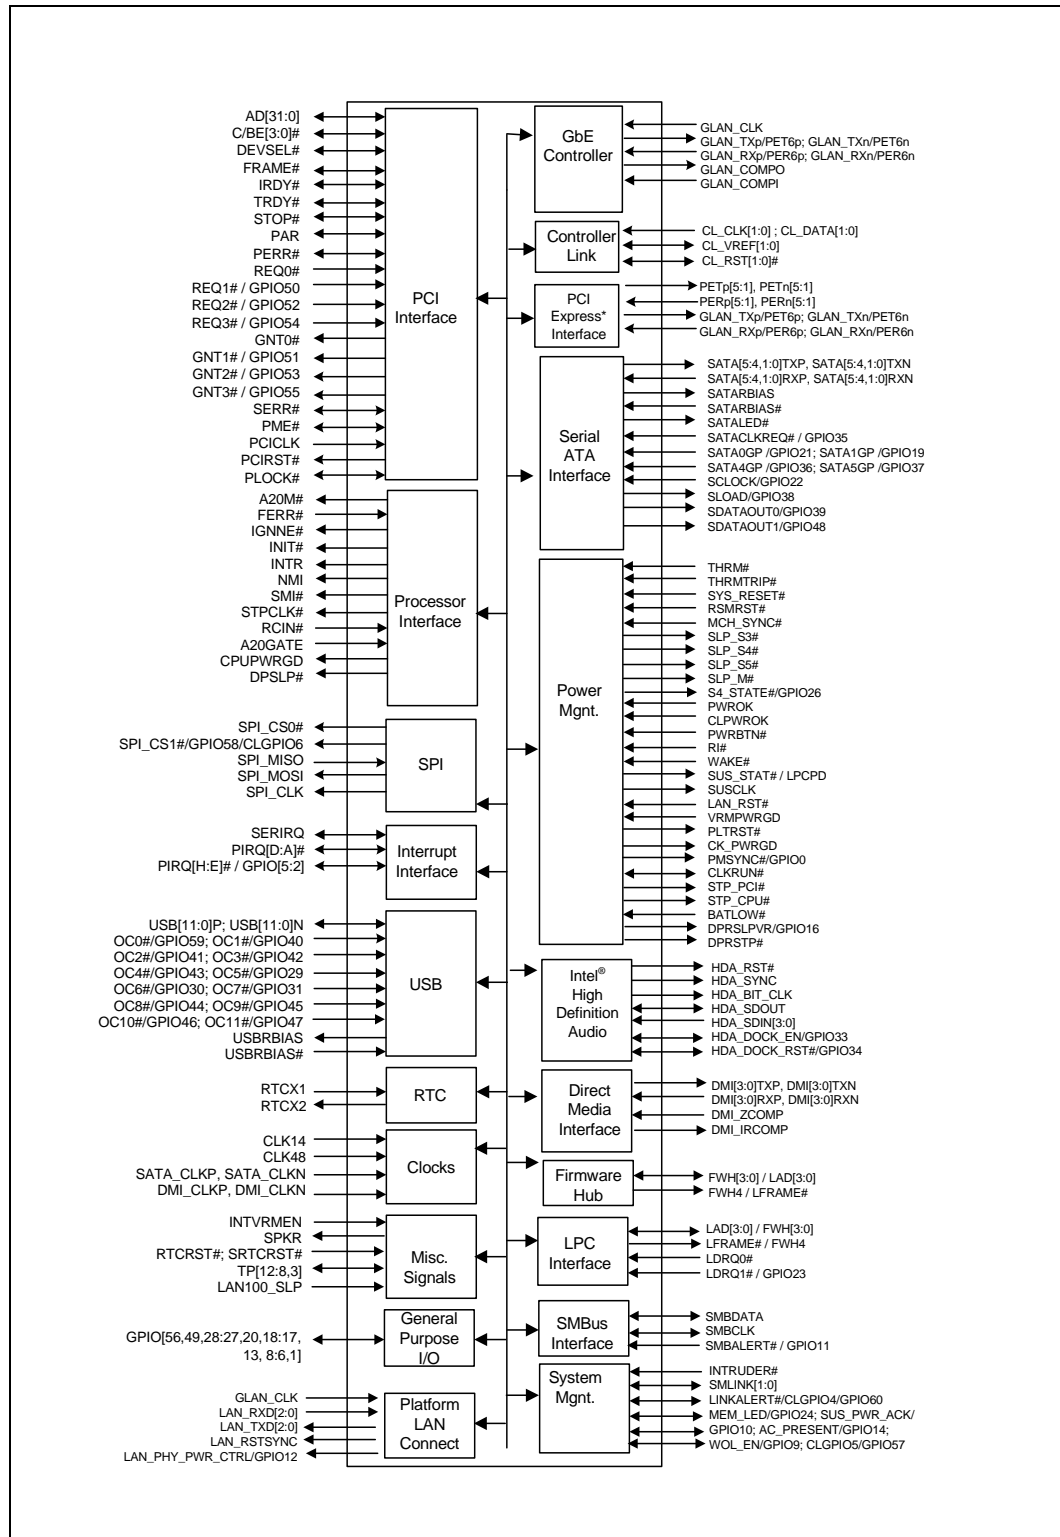 AD[31:0]
C/BE[3:0]#
DEVSEL#
FRAME#
IRDY#
TRDY#
STOP#
PAR
PERR#
REQ0#
REQ1# / GPIO50
REQ2# / GPIO52
REQ3# / GPIO54
GNT0#
GNT1# / GPIO51
GNT2# / GPIO53
GNT3# / GPIO55
SERR#
PME#
PCICLK
PCIRST#
PLOCK#
PCI
Interface
A20M#
FERR#
IGNNE#
INIT#
INTR
NMI
SMI#
STPCLK#
RCIN#
A20GATE
CPUPWRGD
DPSLP#
Processor
Interface
SPI_CS0#
SPI_CS1#/GPIO58/CLGPIO6
SPI_MISO
SPI_MOSI
SPI_CLK
SPI
SERIRQ
PIRQ[D:A]#
PIRQ[H:E]# / GPIO[5:2]
Interrupt
Interface
USB[11:0]P; USB[11:0]N
OC0#/GPIO59; OC1#/GPIO40
OC2#/GPIO41; OC3#/GPIO42
OC4#/GPIO43; OC5#/GPIO29
OC6#/GPIO30; OC7#/GPIO31
OC8#/GPIO44; OC9#/GPIO45
OC10#/GPIO46; OC11#/GPIO47
USBRBIAS
USBRBIAS#
USB
RTCX1
RTCX2
RTC
CLK14
CLK48
SATA_CLKP, SATA_CLKN
DMI_CLKP, DMI_CLKN
Clocks
INTVRMEN
SPKR
RTCRST#; SRTCRST#
TP[12:8,3]
LAN100_SLP
Misc.
Signals
GPIO[56,49,28:27,20,18:17,
13, 8:6,1]
General
Purpose
I/O
GLAN_CLK
LAN_RXD[2:0]
LAN_TXD[2:0]
LAN_RSTSYNC
LAN_PHY_PWR_CTRL/GPIO12
Platform
LAN
Connect
GbE
Controller
GLAN_CLK
GLAN_TXp/PET6p; GLAN_TXn/PET6n
GLAN_RXp/PER6p; GLAN_RXn/PER6n
GLAN_COMPO
GLAN_COMPI
Controller
Link
CL_CLK[1:0] ; CL_DATA[1:0]
CL_VREF[1:0]
CL_RST[1:0]#
PCI
Express*
Interface
PETp[5:1], PETn[5:1]
PERp[5:1], PERn[5:1]
GLAN_TXp/PET6p; GLAN_TXn/PET6n
GLAN_RXp/PER6p; GLAN_RXn/PER6n
Serial
ATA
Interface
SATA[5:4,1:0]TXP, SATA[5:4,1:0]TXN
SATA[5:4,1:0]RXP, SATA[5:4,1:0]RXN
SATARBIAS
SATARBIAS#
SATALED#
SATACLKREQ# / GPIO35
SATA0GP /GPIO21; SATA1GP /GPIO19
SATA4GP /GPIO36; SATA5GP /GPIO37
SCLOCK/GPIO22
SLOAD/GPIO38
SDATAOUT0/GPIO39
SDATAOUT1/GPIO48
Power
Mgnt.
THRM#
THRMTRIP#
SYS_RESET#
RSMRST#
MCH_SYNC#
SLP_S3#
SLP_S4#
SLP_S5#
SLP_M#
S4_STATE#/GPIO26
PWROK
CLPWROK
PWRBTN#
RI#
WAKE#
SUS_STAT# / LPCPD
SUSCLK
LAN_RST#
VRMPWRGD
PLTRST#
CK_PWRGD
PMSYNC#/GPIO0
CLKRUN#
STP_PCI#
STP_CPU#
BATLOW#
DPRSLPVR/GPIO16
DPRSTP#
Intel®
High
Definition
Audio
HDA_RST#
HDA_SYNC
HDA_BIT_CLK
HDA_SDOUT
HDA_SDIN[3:0]
HDA_DOCK_EN/GPIO33
HDA_DOCK_RST#/GPIO34
Direct
Media
Interface
DMI[3:0]TXP, DMI[3:0]TXN
DMI[3:0]RXP, DMI[3:0]RXN
DMI_ZCOMP
DMI_IRCOMP
Firmware
Hub
FWH[3:0] / LAD[3:0]
FWH4 / LFRAME#
LPC
Interface
LAD[3:0] / FWH[3:0]
LFRAME# / FWH4
LDRQ0#
LDRQ1# / GPIO23
SMBus
Interface
SMBDATA
SMBCLK
SMBALERT# / GPIO11
System
Mgnt.
INTRUDER#
SMLINK[1:0]
LINKALERT#/CLGPIO4/GPIO60
MEM_LED/GPIO24; SUS_PWR_ACK/
GPIO10; AC_PRESENT/GPIO14;
WOL_EN/GPIO9; CLGPIO5/GPIO57